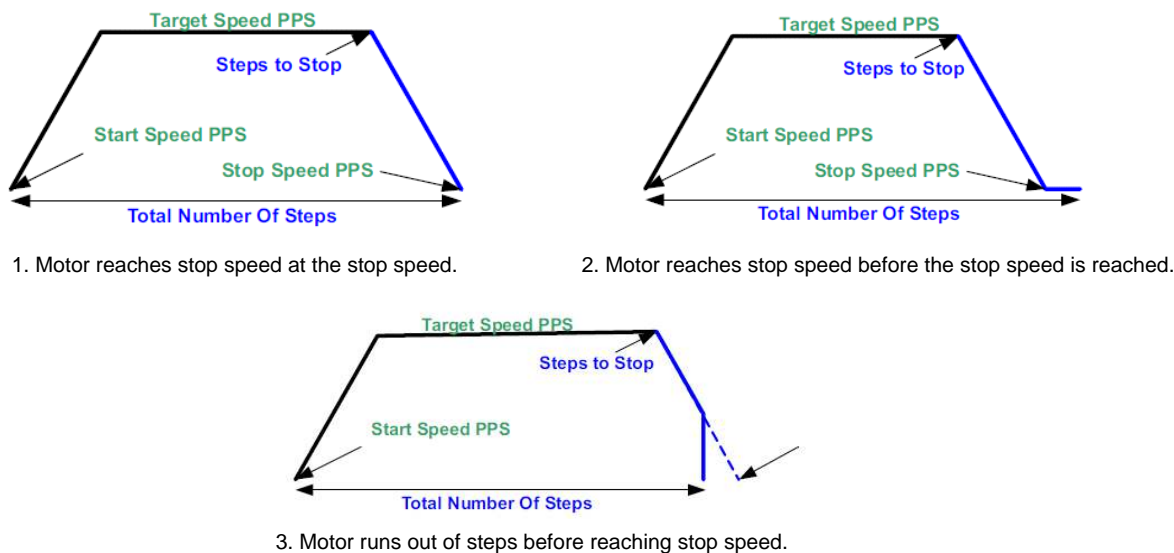 Target Speed PPS
Steps to Stop
Start Speed PPS
Stop Speed PPS
Total Number Of Steps
1. Motor reaches stop speed at the stop speed.
Target Speed PPS
Steps to Stop
Start Speed PPS
Stop Speed PPS
Total Number Of Steps
2. Motor reaches stop speed before the stop speed is reached.
Target Speed PPS
Steps to Stop
Start Speed PPS
Total Number Of Steps
3. Motor runs out of steps before reaching stop speed.